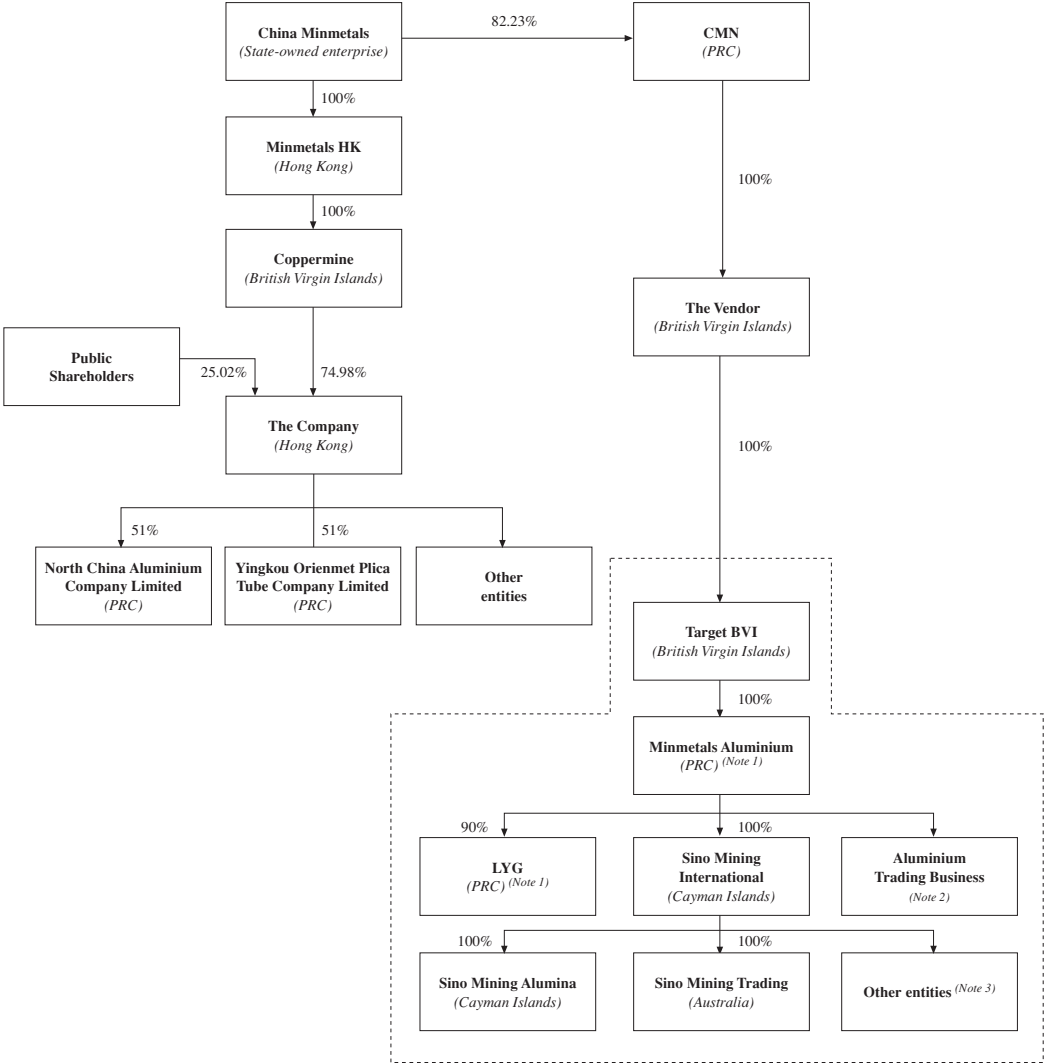 China Minmetals
(State-owned enterprise)
82.23%
CMN
(PRC)
100%
Minmetals HK
(Hong Kong)
100%
100%
Coppermine
(British Virgin Islands)
The Vendor
(British Virgin Islands)
Public
Shareholders
25.02%
74.98%
The Company
(Hong Kong)
100%
51%
51%
North China Aluminium
Company Limited
(PRC)
Yingkou Orienmet Plica
Tube Company Limited
(PRC)
Other
entities
Target BVI
(British Virgin Islands)
100%
Minmetals Aluminium
(PRC) (Note 1)
90%
100%
LYG
(PRC) (Note 1)
Sino Mining
International
(Cayman Islands)
Aluminium
Trading Business
(Note 2)
100%
100%
Sino Mining Alumina
(Cayman Islands)
Sino Mining Trading
(Australia)
Other entities (Note 3)